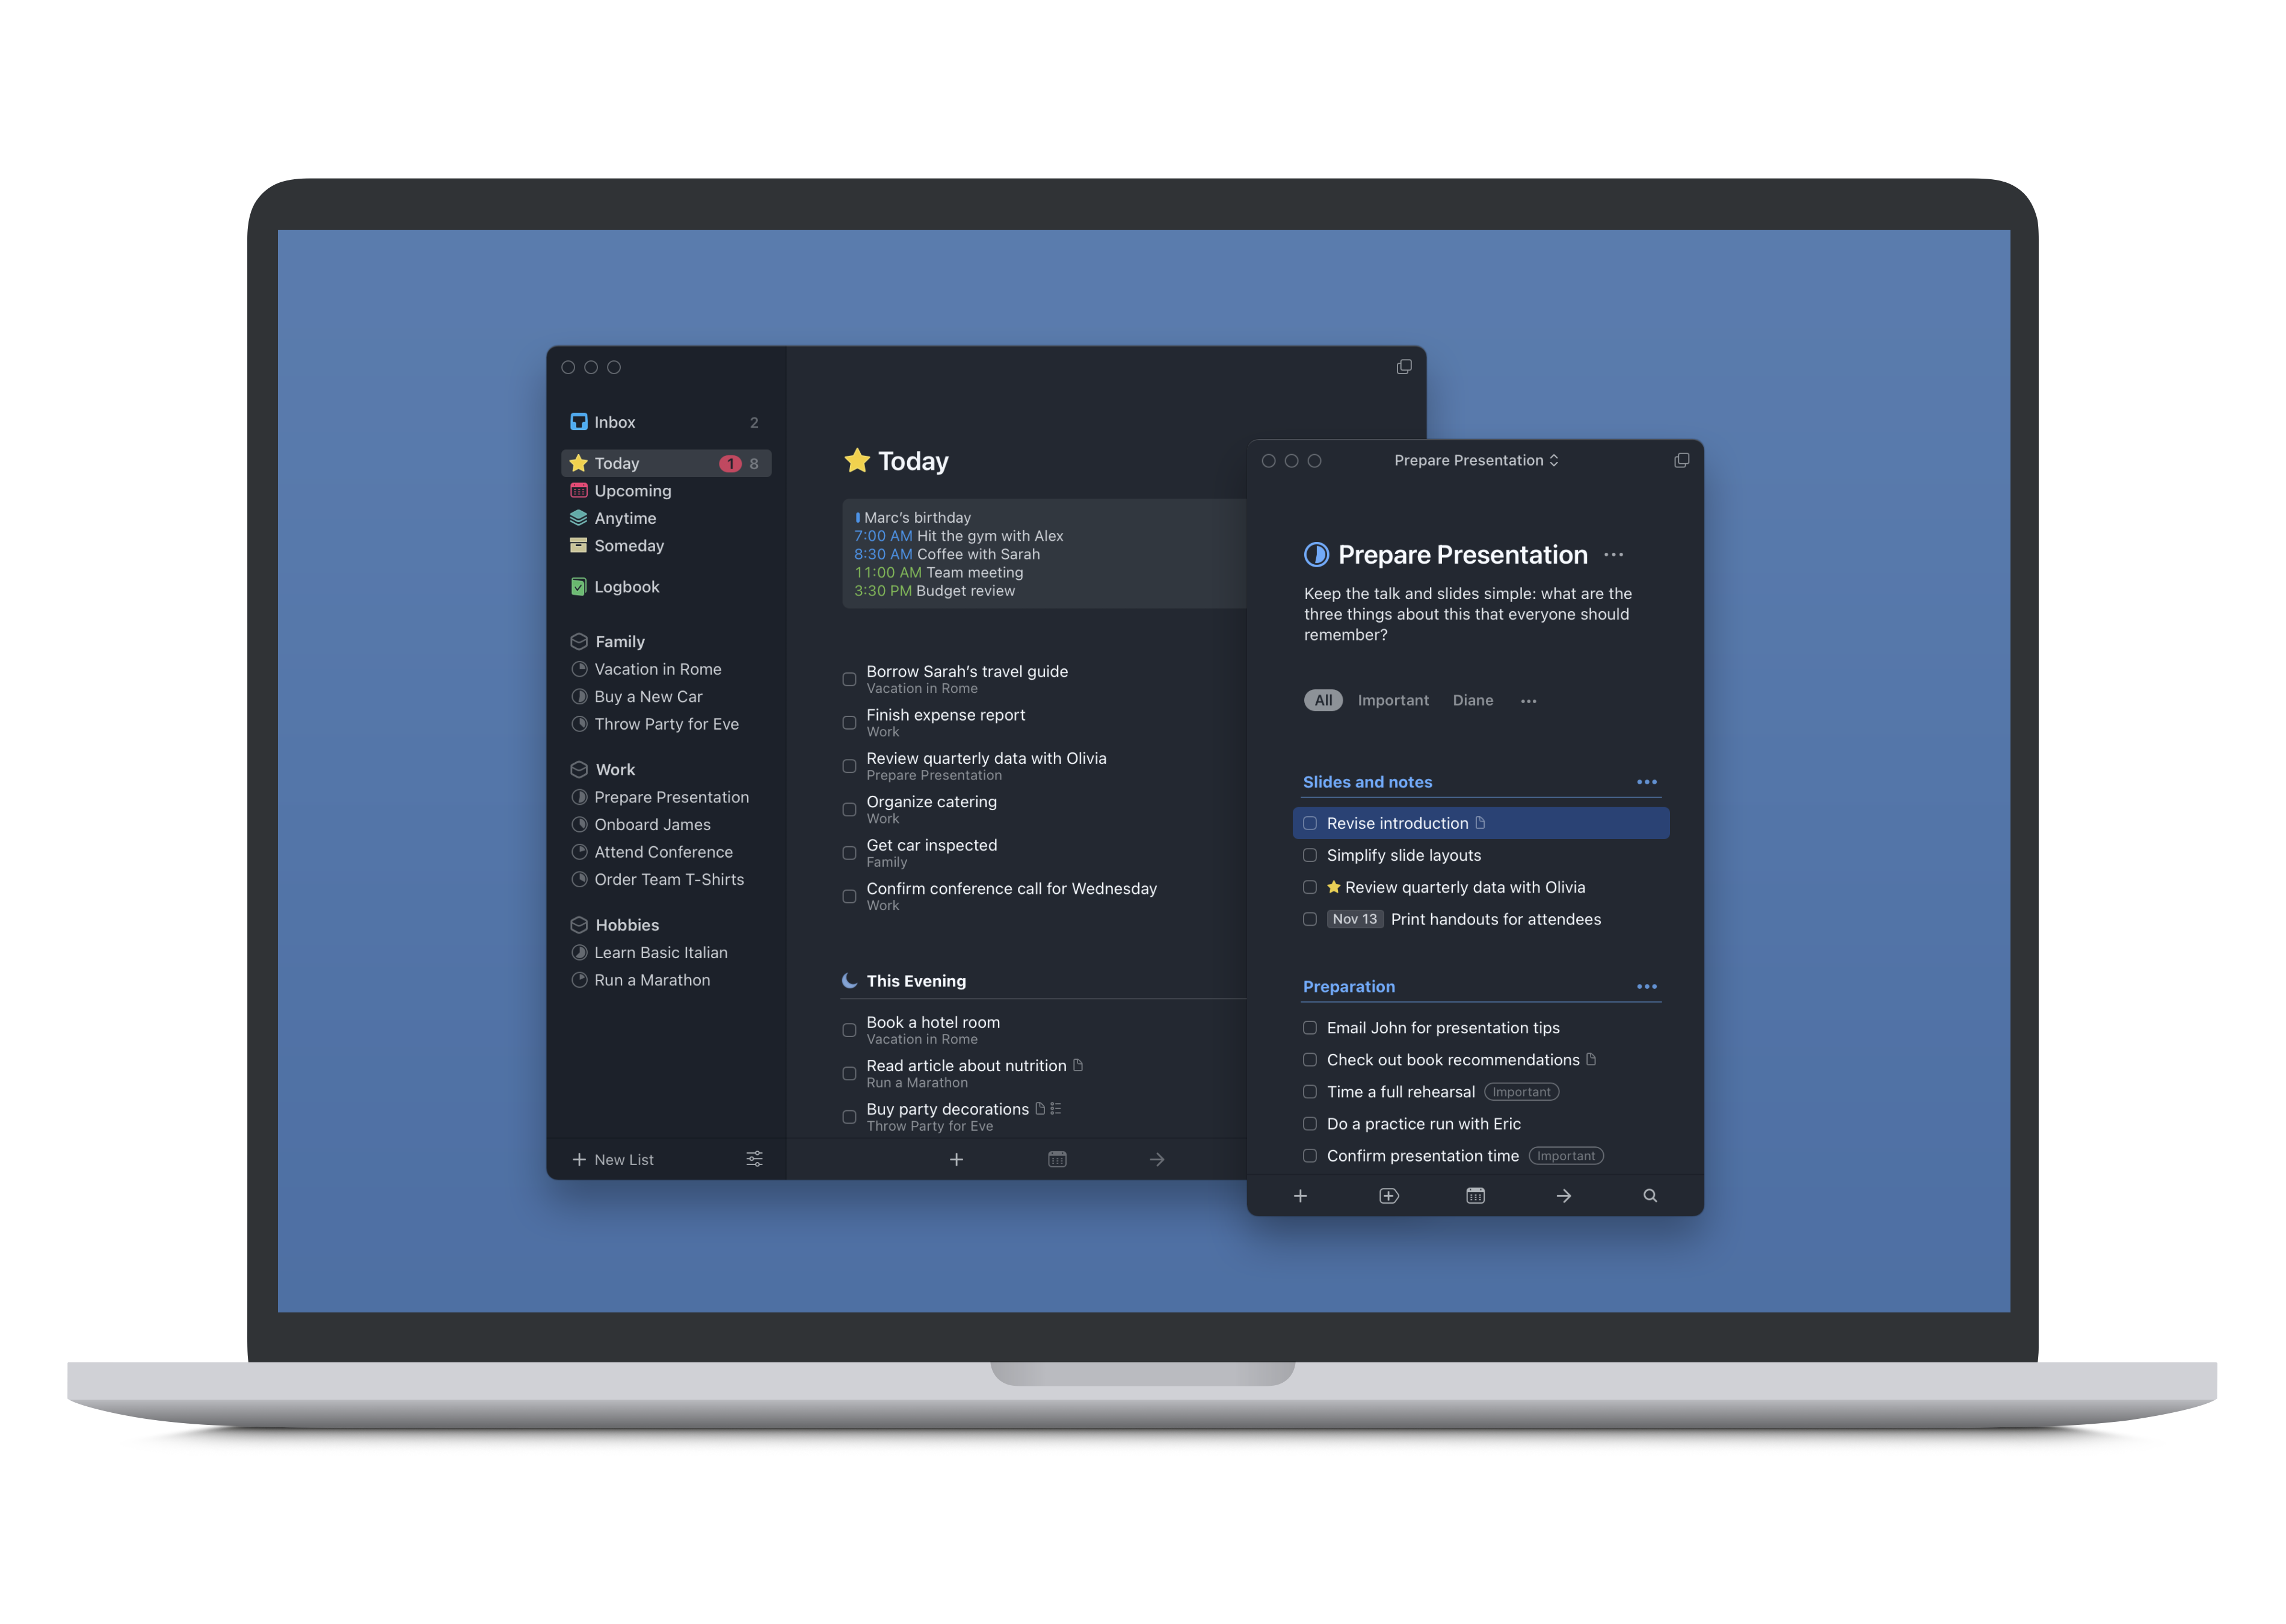 Inbox 2
Today 1 8
Upcoming
Anytime
Someday
Logbook
Family
Vacation in Rome
Buy a New Car
Throw Party for Eve
Work
Prepare Presentation
Onboard James
Attend Conference
Order Team T-Shirts
Hobbies
Learn Basic Italian
Run a Marathon
New List
Today
Marc’s birthday
7:00 AM Hit the gym with Alex
8:30 AM Coffee with Sarah
11:00 AM Team meeting
3:30 PM Budget review
Borrow Sarah’s travel guide
Vacation in Rome
Finish expense report
Work
Review quarterly data with Olivia
Prepare Presentation
Organize catering
Work
Get car inspected
Family
Confirm conference call for Wednesday
Work
This Evening
Book a hotel room
Vacation in Rome
Read article about nutrition
Run a Marathon
Buy party decorations
Throw Party for Eve
Prepare Presentation
Prepare Presentation
Keep the talk and slides simple: what are the
three things about this that everyone should
remember?
All Important Diane
Slides and notes
Revise introduction
Simplify slide layouts
Review quarterly data with Olivia
Nov 13 Print handouts for attendees
Preparation
Email John for presentation tips
Check out book recommendations
Time a full rehearsal Important
Do a practice run with Eric
Confirm presentation time Important